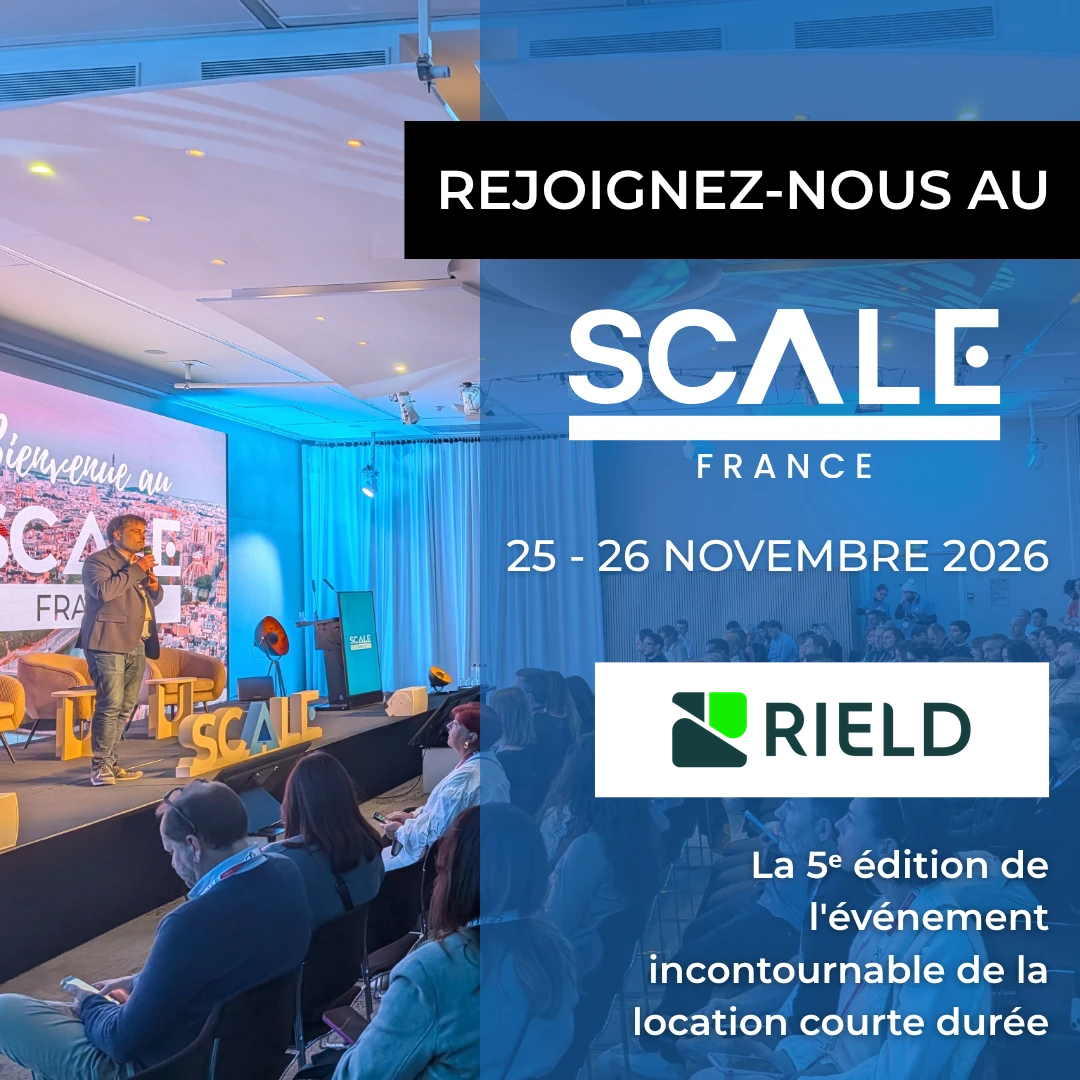 REJOIGNEZ-NOUS AU
SCALE
FRANCE
25 - 26 NOVEMBRE 2026
RIELD
La 5ᵉ édition de
l'événement
incontournable de la
location courte durée
Bienvenue au
SCALE
FRA
SCALE
SCALE